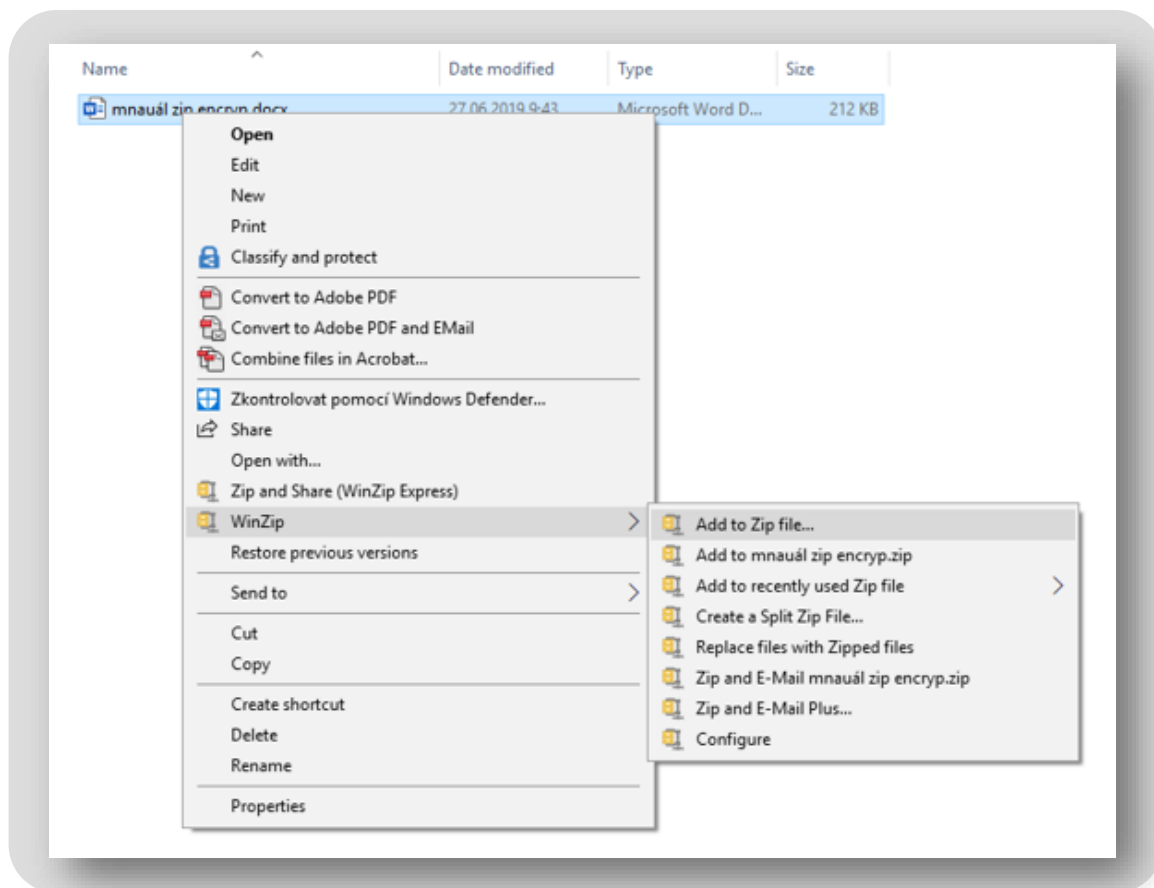 Name Date modified Type Size
mnauál zip encryp.docx 27.06.2019 9:43 Microsoft Word D... 212 KB
Open
Edit
New
Print
Classify and protect
Convert to Adobe PDF
Convert to Adobe PDF and EMail
Combine files in Acrobat...
Zkontrolovat pomocí Windows Defender...
Share
Open with...
Zip and Share (WinZip Express)
WinZip
Restore previous versions
Send to
Cut
Copy
Create shortcut
Delete
Rename
Properties
Add to Zip file...
Add to mnauál zip encryp.zip
Add to recently used Zip file
Create a Split Zip File...
Replace files with Zipped files
Zip and E-Mail mnauál zip encryp.zip
Zip and E-Mail Plus...
Configure